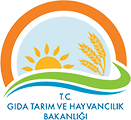 T.C.
GIDA TARIM VE HAYVANCILIK
BAKANLIĞI